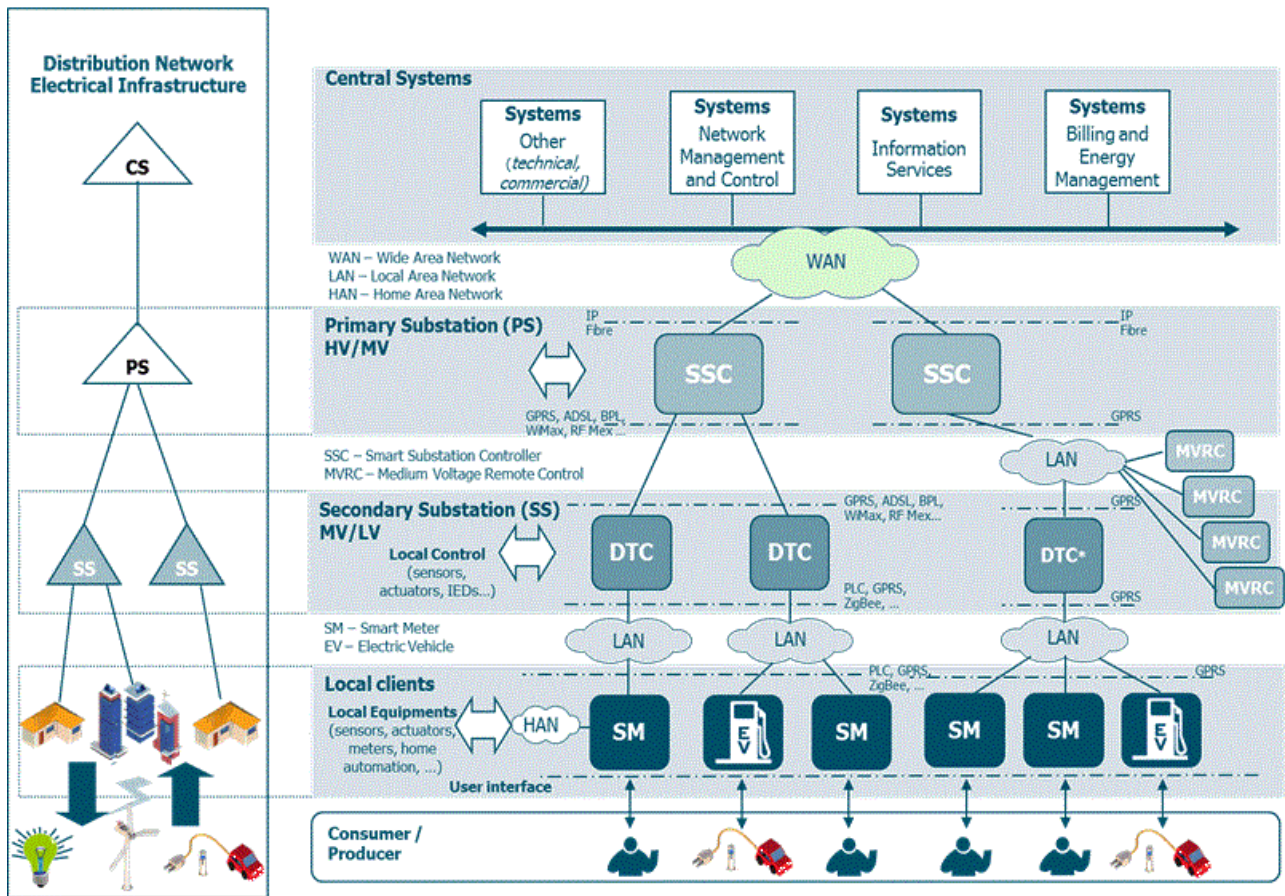 Distribution Network
Electrical Infrastructure
CS
PS
SS
SS
Central Systems
Systems
Other
(technical,
commercial)
Systems
Network
Management
and Control
Systems
Information
Services
Systems
Billing and
Energy
Management
WAN – Wide Area Network
LAN – Local Area Network
HAN – Home Area Network
WAN
Primary Substation (PS)
HV/MV
IP
Fibre
SSC
GPRS, ADSL, BPL,
WiMax, RF Mex ...
SSC
IP
Fibre
GPRS
SSC – Smart Substation Controller
MVRC – Medium Voltage Remote Control
LAN
MVRC
MVRC
MVRC
MVRC
Secondary Substation (SS)
MV/LV
Local Control
(sensors,
actuators, IEDs...)
DTC
DTC
GPRS, ADSL, BPL,
WiMax, RF Mex...
PLC, GPRS,
ZigBee, ...
GPRS
DTC*
GPRS
SM – Smart Meter
EV – Electric Vehicle
LAN
LAN
LAN
Local clients
Local Equipments
(sensors, actuators,
meters, home
automation, ...)
HAN
PLC, GPRS,
ZigBee, ...
GPRS
SM
EV
SM
SM
SM
EV
User interface
Consumer /
Producer